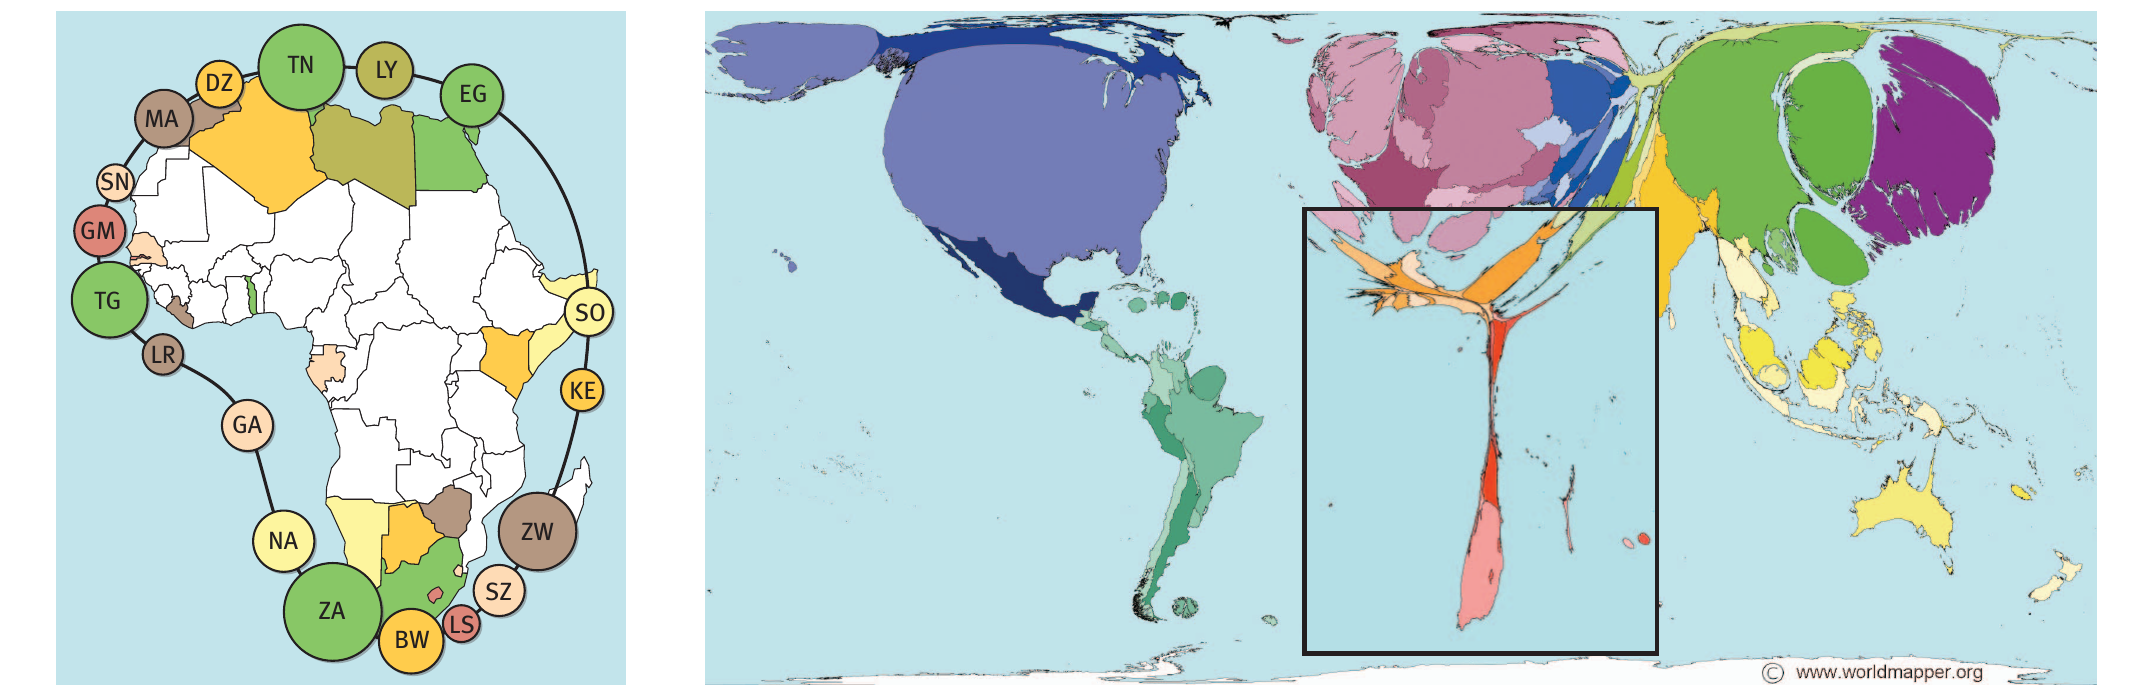 TN
LY
DZ
EG
MA
SN
GM
TG
SO
LR
KE
GA
NA
ZW
SZ
ZA
LS
BW
© www.worldmapper.org